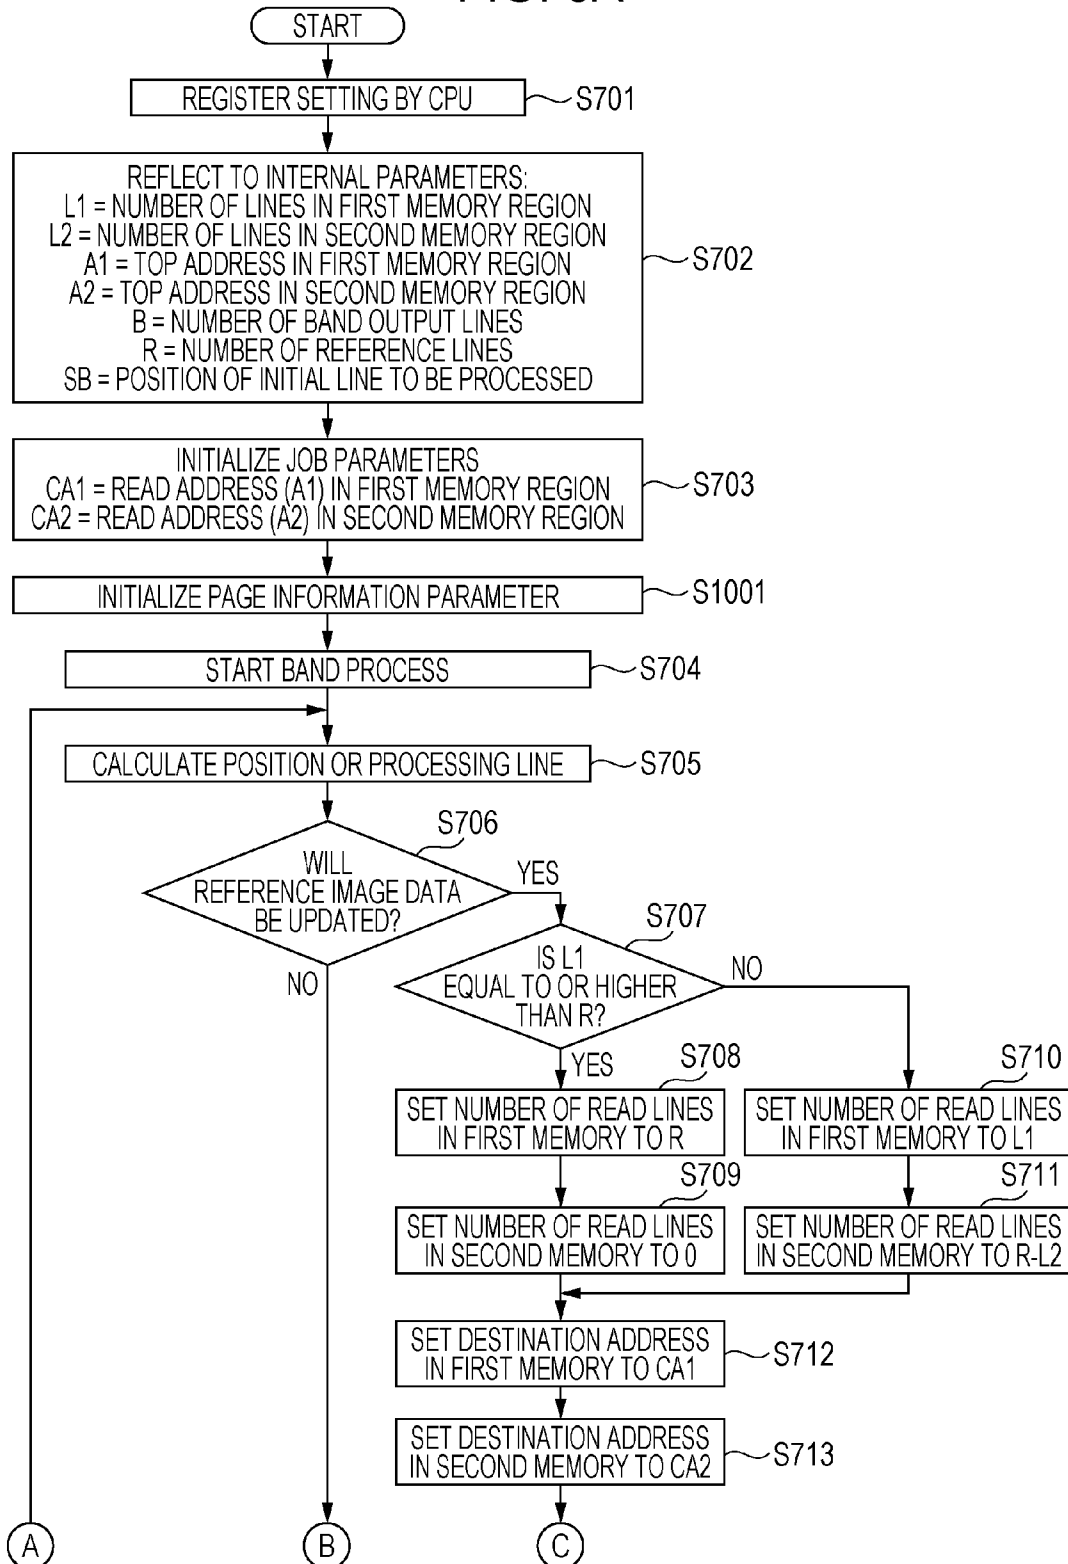 START
REGISTER SETTING BY CPU
S701
REFLECT TO INTERNAL PARAMETERS:
L1 = NUMBER OF LINES IN FIRST MEMORY REGION
L2 = NUMBER OF LINES IN SECOND MEMORY REGION
A1 = TOP ADDRESS IN FIRST MEMORY REGION
A2 = TOP ADDRESS IN SECOND MEMORY REGION
B = NUMBER OF BAND OUTPUT LINES
R = NUMBER OF REFERENCE LINES
SB = POSITION OF INITIAL LINE TO BE PROCESSED
S702
INITIALIZE JOB PARAMETERS
CA1 = READ ADDRESS (A1) IN FIRST MEMORY REGION
CA2 = READ ADDRESS (A2) IN SECOND MEMORY REGION
S703
INITIALIZE PAGE INFORMATION PARAMETER
S1001
START BAND PROCESS
S704
CALCULATE POSITION OR PROCESSING LINE
S705
S706
WILL
REFERENCE IMAGE DATA
BE UPDATED?
YES
NO
S707
IS L1
EQUAL TO OR HIGHER
THAN R?
NO
YES
S708
SET NUMBER OF READ LINES
IN FIRST MEMORY TO R
S710
SET NUMBER OF READ LINES
IN FIRST MEMORY TO L1
S709
SET NUMBER OF READ LINES
IN SECOND MEMORY TO 0
S711
SET NUMBER OF READ LINES
IN SECOND MEMORY TO R-L2
SET DESTINATION ADDRESS
IN FIRST MEMORY TO CA1
S712
SET DESTINATION ADDRESS
IN SECOND MEMORY TO CA2
S713
A
B
C